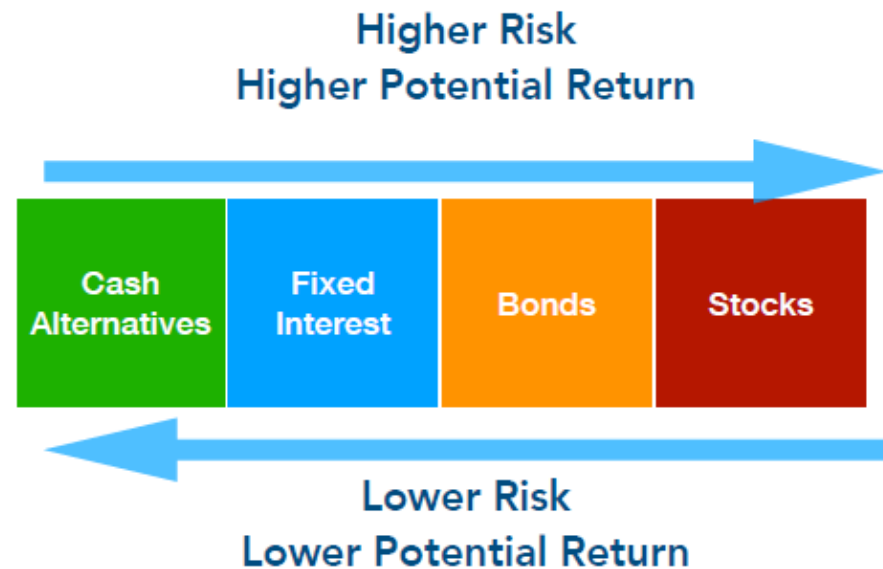 Higher Risk
Higher Potential Return
Cash
Alternatives
Fixed
Interest
Bonds
Stocks
Lower Risk
Lower Potential Return